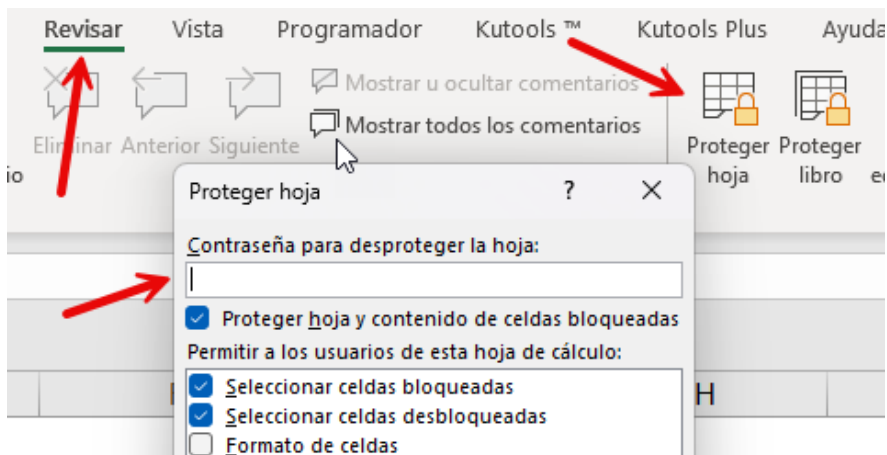 Revisar Vista Programador Kutools ™ Kutools Plus Ayuda
Mostrar u ocultar comentarios
Mostrar todos los comentarios
Eliminar Anterior Siguiente
Proteger hoja
Proteger libro
io
Proteger hoja ? X
Contraseña para desproteger la hoja:
Proteger hoja y contenido de celdas bloqueadas
Permitir a los usuarios de esta hoja de cálculo:
Seleccionar celdas bloqueadas
H
Seleccionar celdas desbloqueadas
Formato de celdas